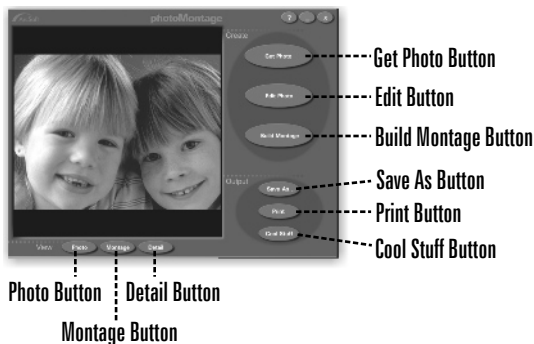 photoMontage
?
Create
Get Photo
Get Photo Button
Edit Photo
Edit Button
Build Montage
Build Montage Button
Output
Save As
Save As Button
Print
Print Button
Cool Stuff
Cool Stuff Button
View
Photo
Montage
Detail
Photo Button
Detail Button
Montage Button